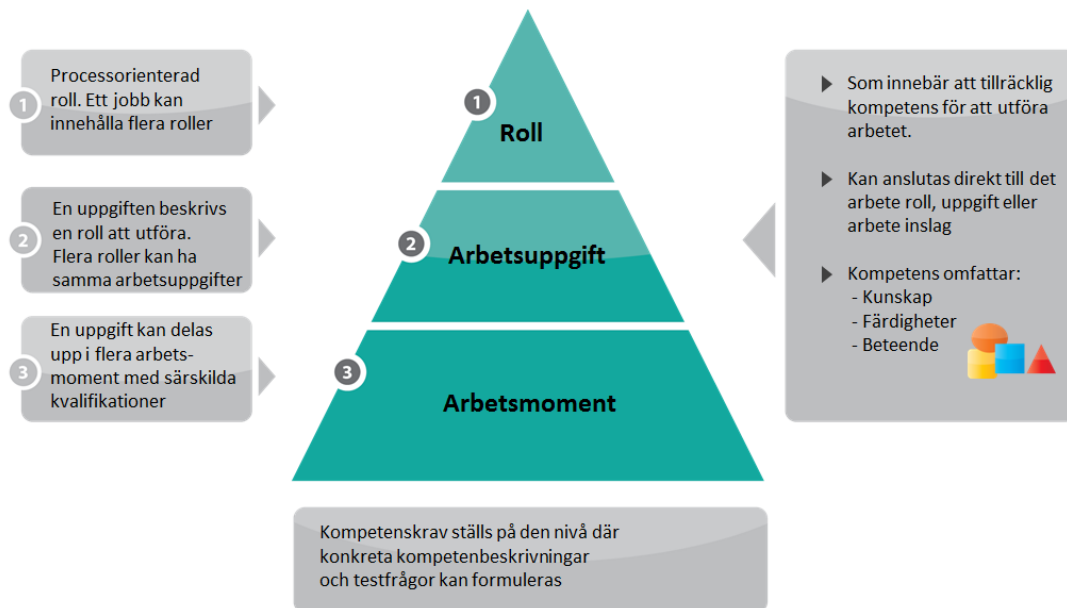 1
Processorienterad
roll. Ett jobb kan
innehålla flera roller
2
En uppgiften beskrivs
en roll att utföra.
Flera roller kan ha
samma arbetsuppgifter
3
En uppgift kan delas
upp i flera arbets-
moment med särskilda
kvalifikationer
1
Roll
2
Arbetsuppgift
3
Arbetsmoment
Som innebär att tillräcklig
kompetens för att utföra
arbetet.
Kan anslutas direkt till det
arbete roll, uppgift eller
arbete inslag
Kompetens omfattar:
- Kunskap
- Färdigheter
- Beteende
Kompetenskrav ställs på den nivå där
konkreta kompetenbeskrivningar
och testfrågor kan formuleras